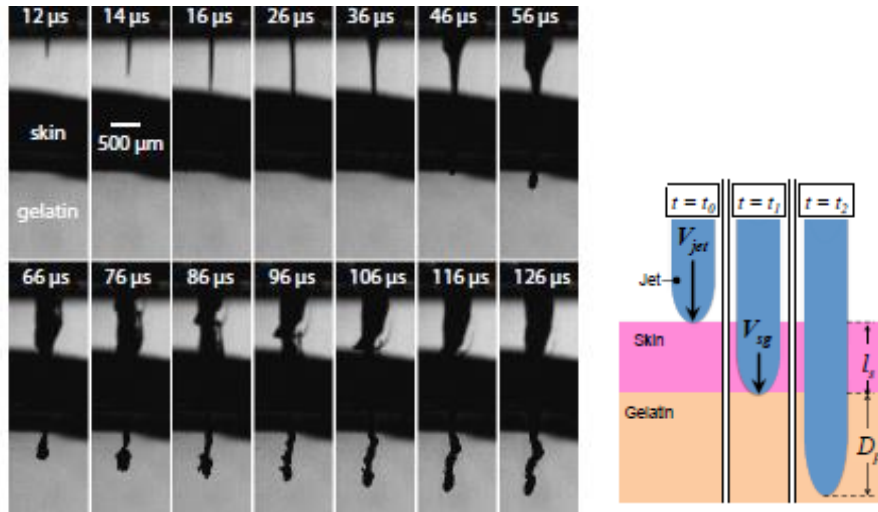 12 µs 14 µs 16 µs 26 µs 36 µs 46 µs 56 µs
skin
500 µm
gelatin
66 µs 76 µs 86 µs 96 µs 106 µs 116 µs 126 µs
t = t0 t = t1 t = t2
Vjet
Jet
Skin
Vsg
ls
Gelatin